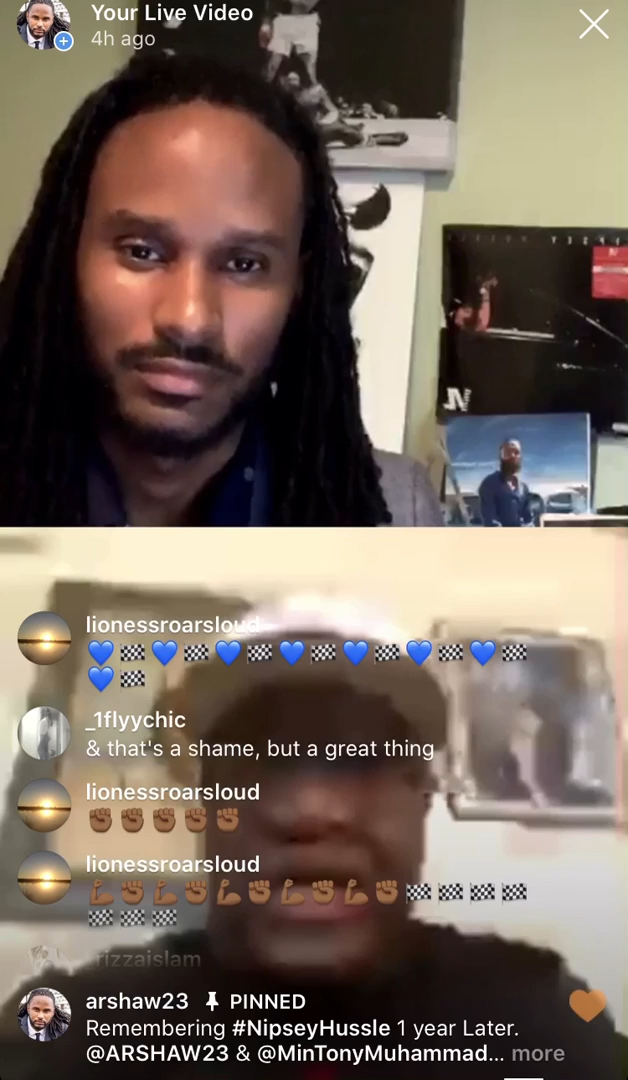 Your Live Video
4h ago
lionessroarsloud
💙 🏁 💙 🏁 💙 🏁 💙 🏁 💙 🏁 💙 🏁 💙 🏁
💙 🏁
_1flyychic
& that's a shame, but a great thing
lionessroarsloud
✊🏾 ✊🏾 ✊🏾 ✊🏾 ✊🏾
lionessroarsloud
💪🏾 ✊🏾 💪🏾 ✊🏾 💪🏾 ✊🏾 💪🏾 ✊🏾 💪🏾 ✊🏾 🏁 🏁 🏁 🏁
🏁 🏁 🏁
rizzaislam
arshaw23 📌 PINNED
Remembering #NipseyHussle 1 year Later.
@ARSHAW23 & @MinTonyMuhammad... more